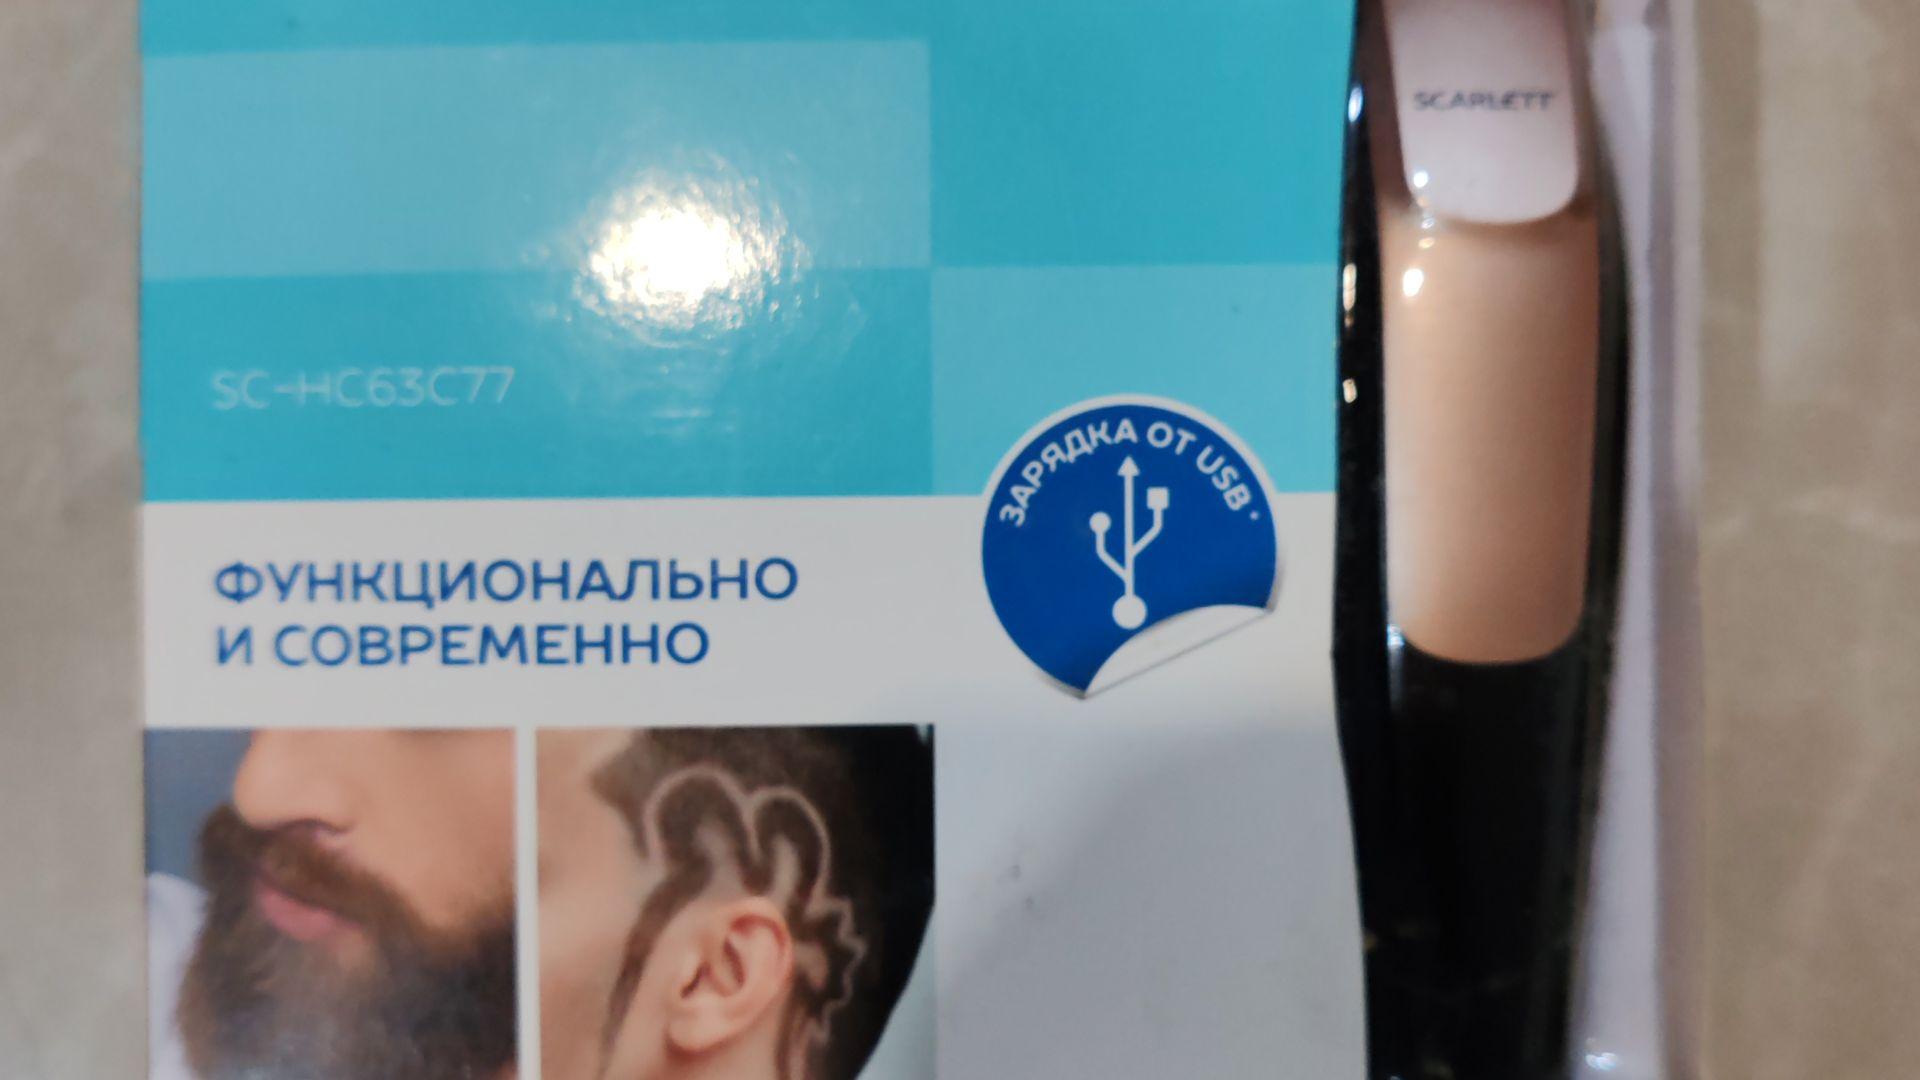 SCARLETT
SC-HC63C77
ЗАРЯДКА ОТ USB*
ФУНКЦИОНАЛЬНО
И СОВРЕМЕННО